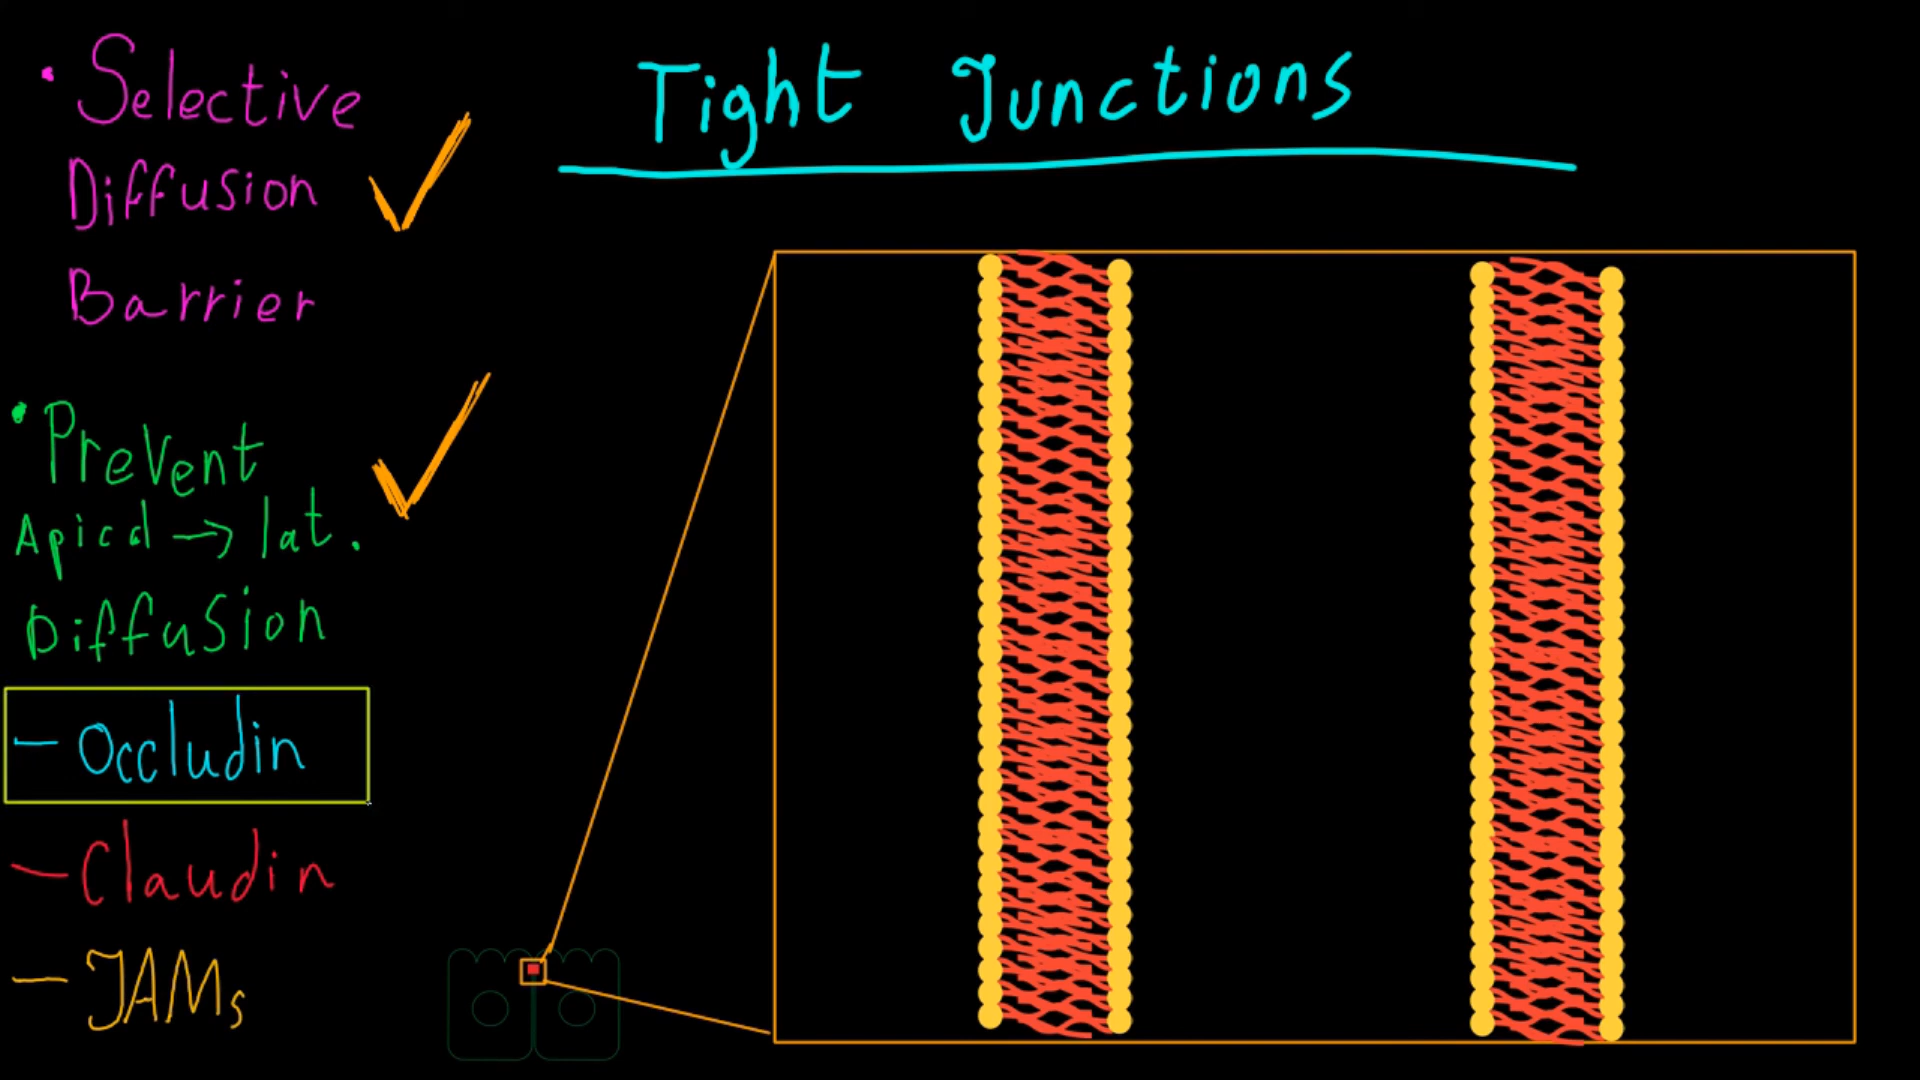 Tight Junctions
• Selective
Diffusion
Barrier
• Prevent
Apical → lat.
Diffusion
- Occludin
- Claudin
- JAMs